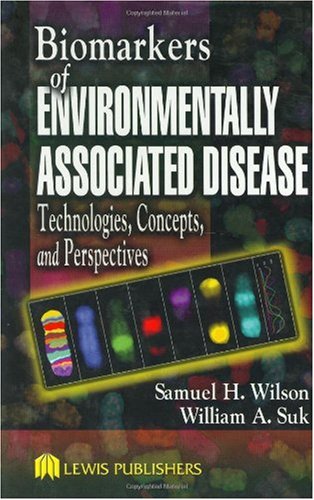 Biomarkers
of
ENVIRONMENTALLY
ASSOCIATED DISEASE
Technologies, Concepts,
and Perspectives
Samuel H. Wilson
William A. Suk
LEWIS PUBLISHERS